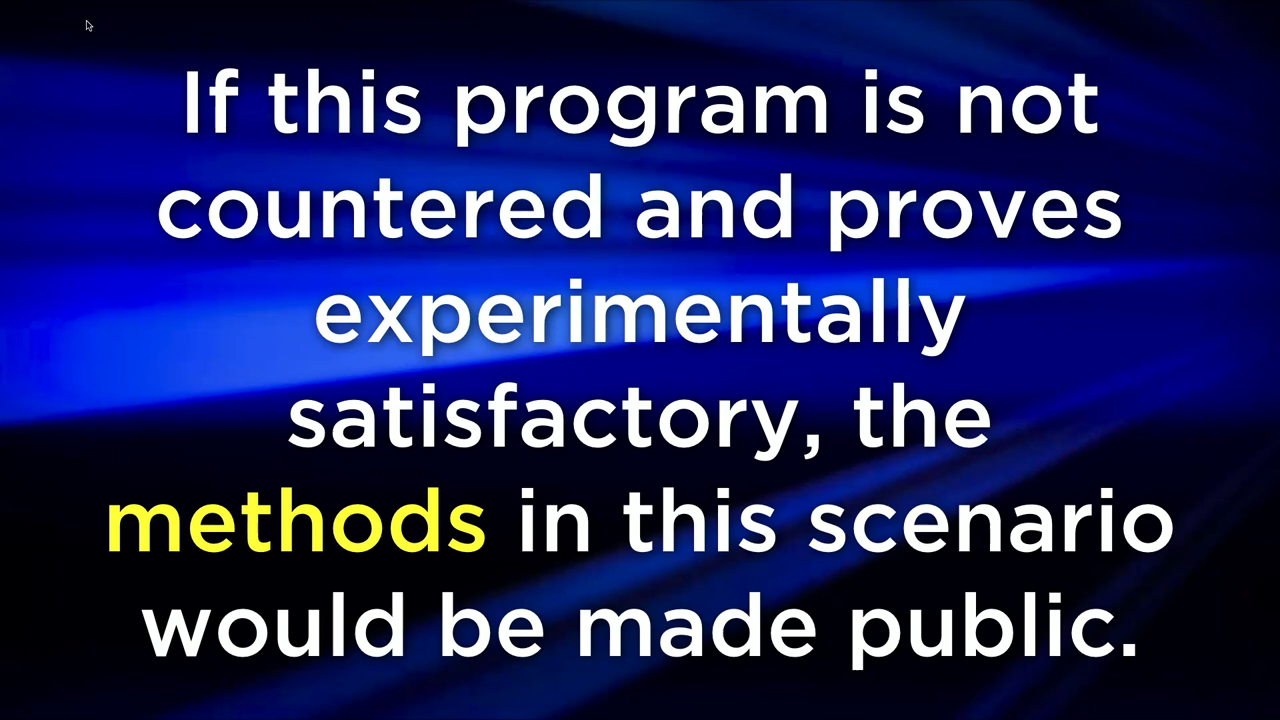 If this program is not
countered and proves
experimentally
satisfactory, the
methods in this scenario
would be made public.